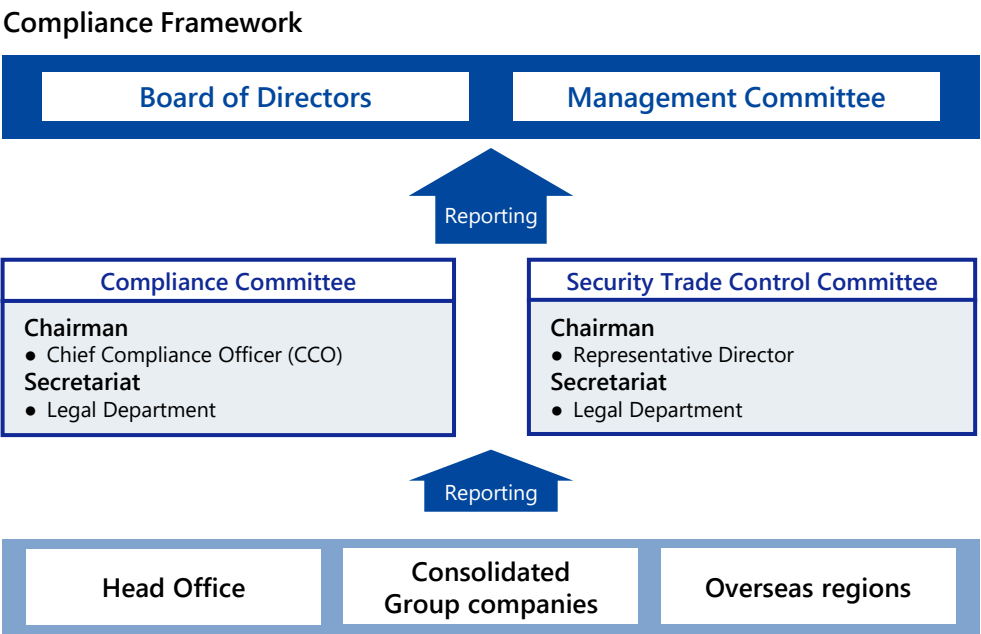 Compliance Framework
Board of Directors
Management Committee
Reporting
Compliance Committee
Chairman
● Chief Compliance Officer (CCO)
Secretariat
● Legal Department
Security Trade Control Committee
Chairman
● Representative Director
Secretariat
● Legal Department
Reporting
Head Office
Consolidated
Group companies
Overseas regions